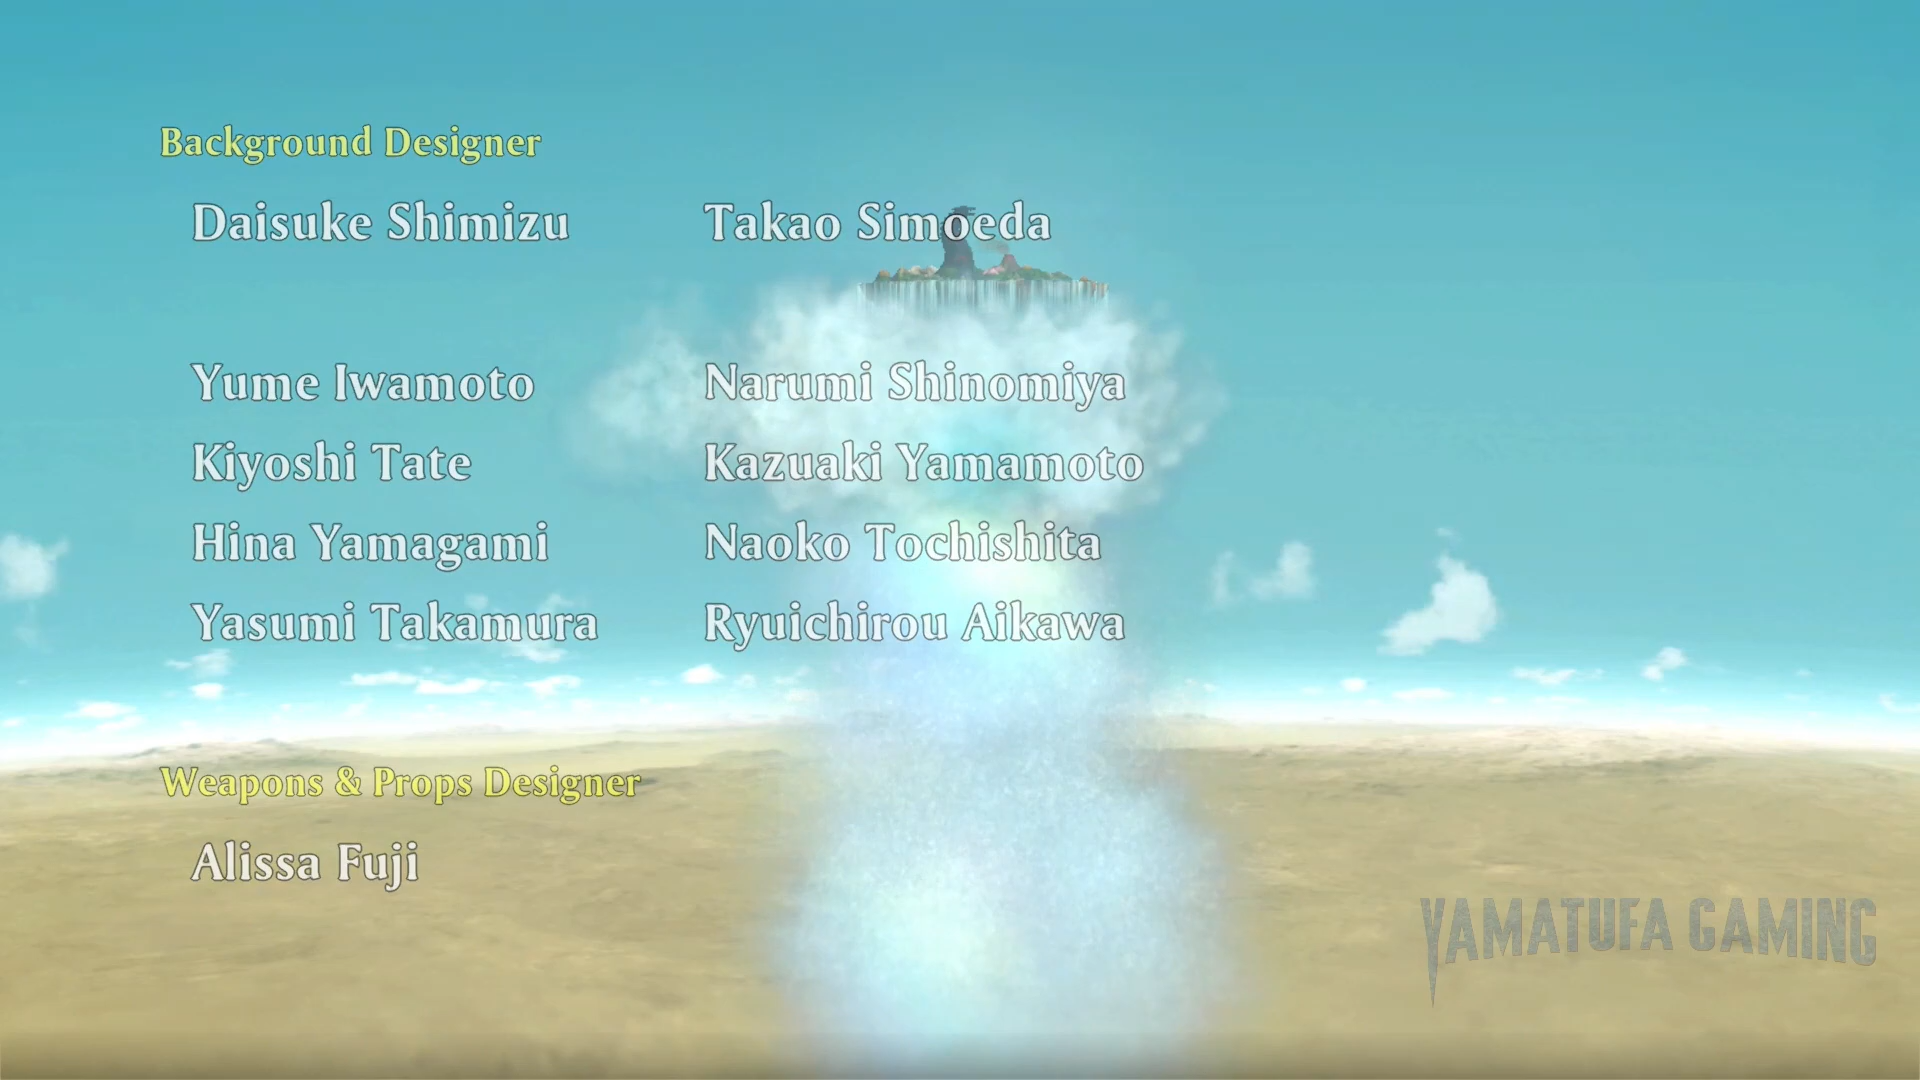 Background Designer
Daisuke Shimizu Takao Simoeda
Yume Iwamoto Narumi Shinomiya
Kiyoshi Tate Kazuaki Yamamoto
Hina Yamagami Naoko Tochishita
Yasumi Takamura Ryuichirou Aikawa
Weapons & Props Designer
Alissa Fuji
YAMATUFA GAMING